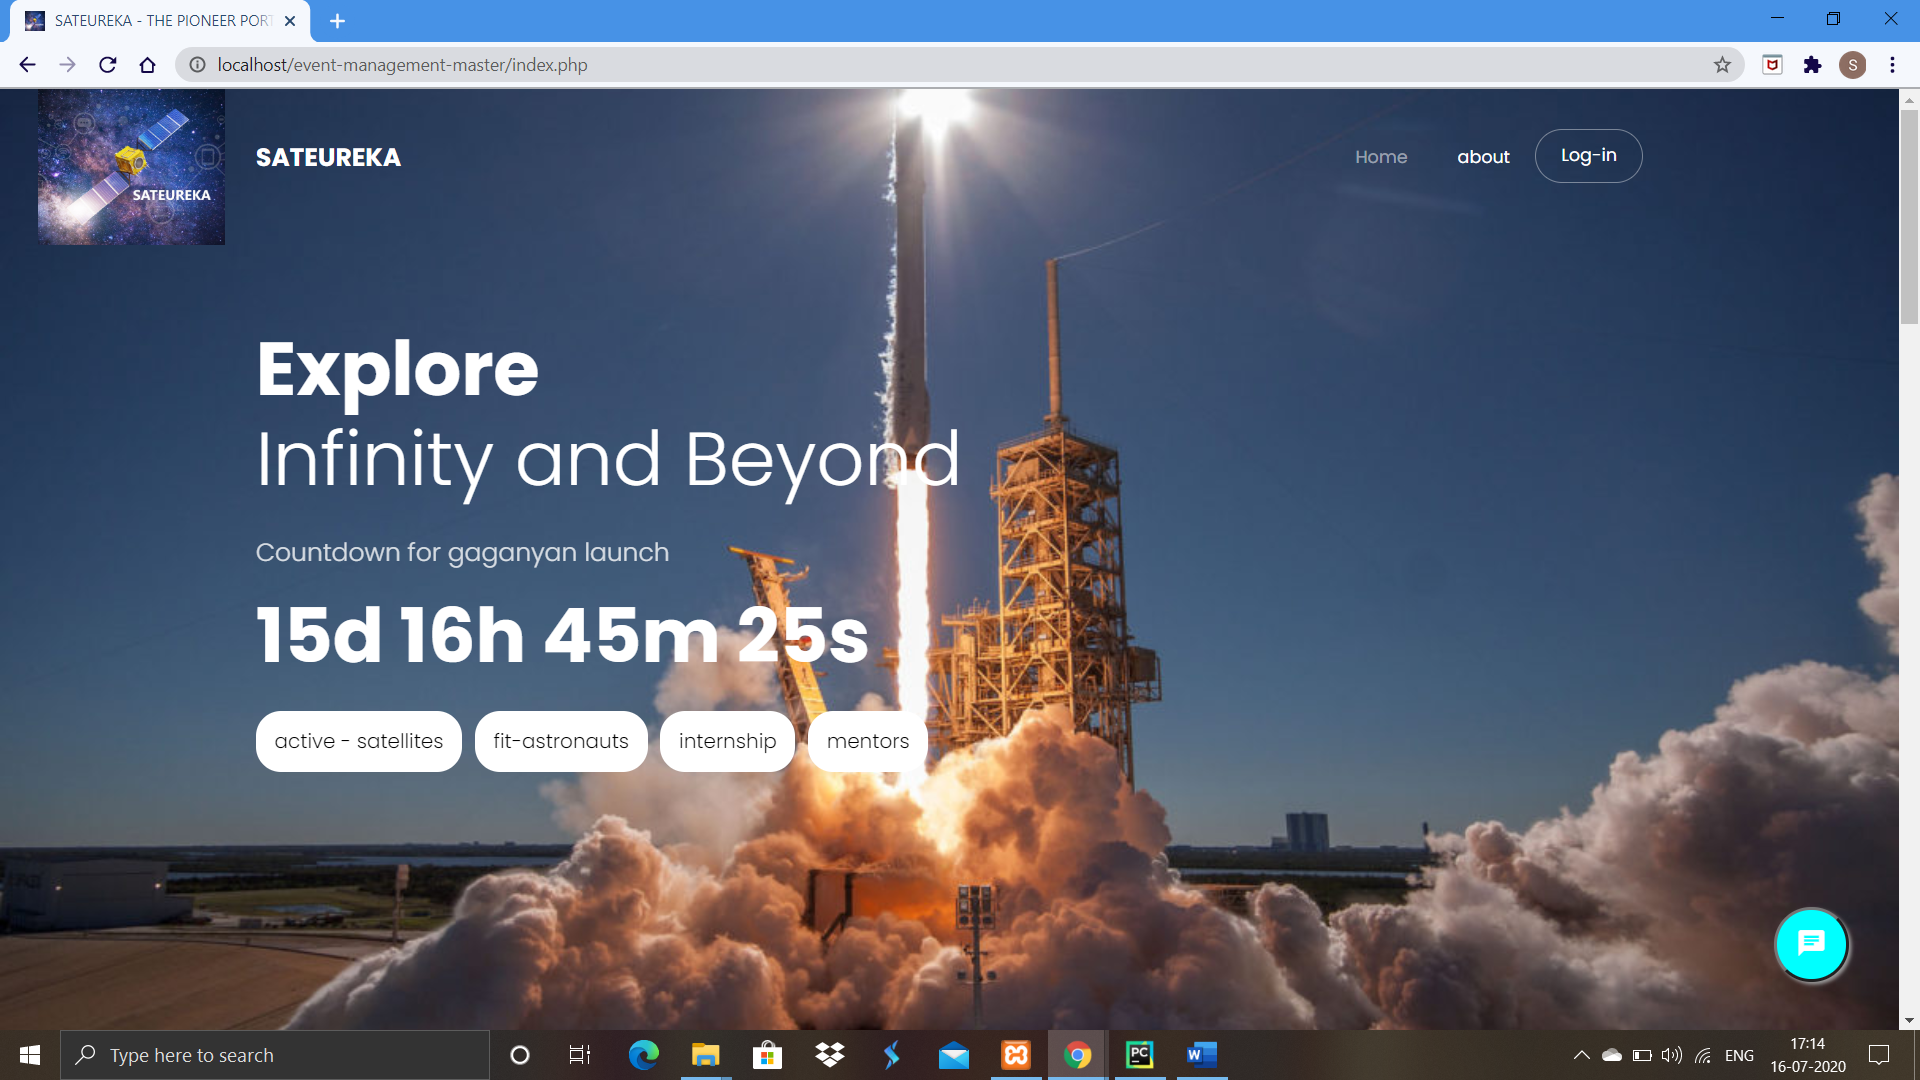 SATEUREKA - THE PIONEER PORT
localhost/event-management-master/index.php
S
SATEUREKA
SATEUREKA
Home about Log-in
Explore
Infinity and Beyond
Countdown for gaganyan launch
15d 16h 45m 25s
active - satellites fit-astronauts internship mentors
Type here to search
PC
W
ENG
17:14
16-07-2020